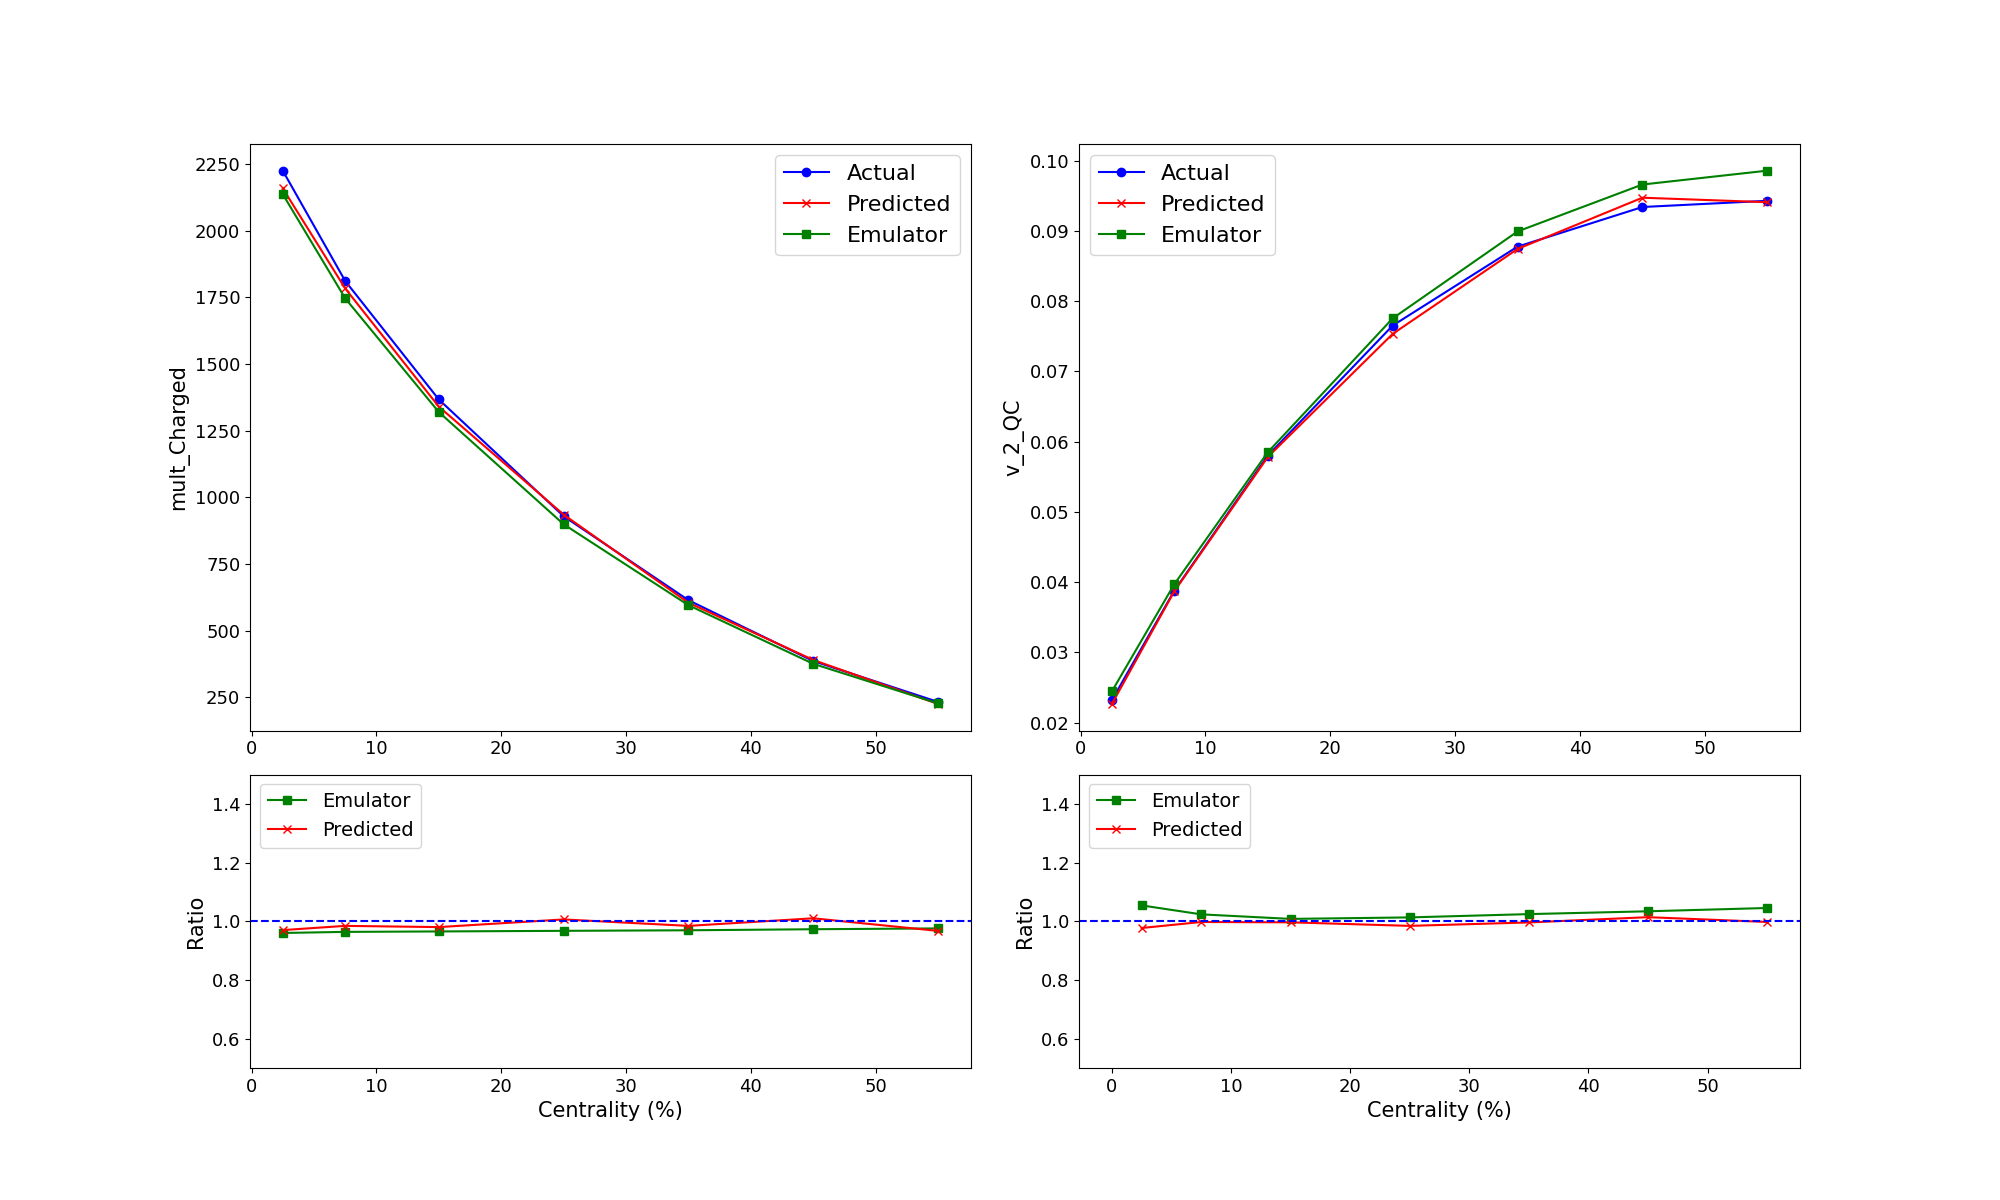 2250
2000
1750
1500
1250
1000
750
500
250
mult_Charged
Actual
Predicted
Emulator
0 10 20 30 40 50
0.10
0.09
0.08
0.07
0.06
0.05
0.04
0.03
0.02
v_2_QC
Actual
Predicted
Emulator
0 10 20 30 40 50
1.4
1.2
1.0
0.8
0.6
Ratio
Emulator
Predicted
0 10 20 30 40 50
Centrality (%)
1.4
1.2
1.0
0.8
0.6
Ratio
Emulator
Predicted
0 10 20 30 40 50
Centrality (%)